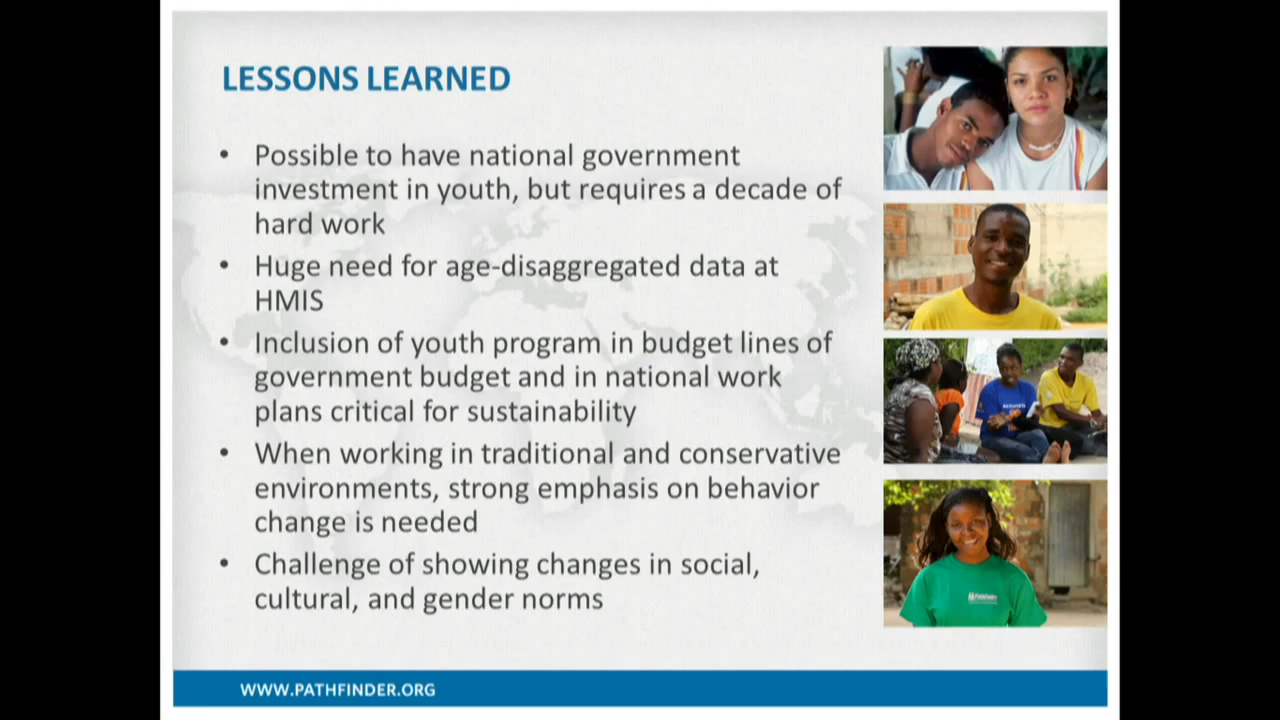 LESSONS LEARNED
• Possible to have national government
investment in youth, but requires a decade of
hard work
• Huge need for age-disaggregated data at
HMIS
• Inclusion of youth program in budget lines of
government budget and in national work
plans critical for sustainability
• When working in traditional and conservative
environments, strong emphasis on behavior
change is needed
• Challenge of showing changes in social,
cultural, and gender norms
WWW.PATHFINDER.ORG